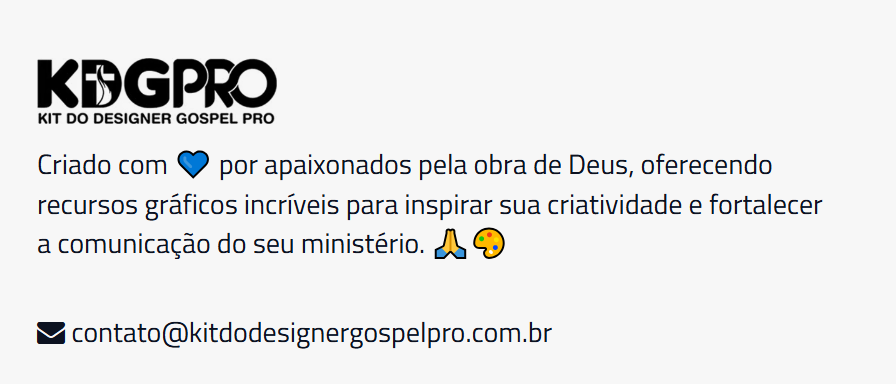 KDGPRO
KIT DO DESIGNER GOSPEL PRO
Criado com 💙 por apaixonados pela obra de Deus, oferecendo
recursos gráficos incríveis para inspirar sua criatividade e fortalecer
a comunicação do seu ministério. 🙏🎨
contato@kitdodesignergospelpro.com.br